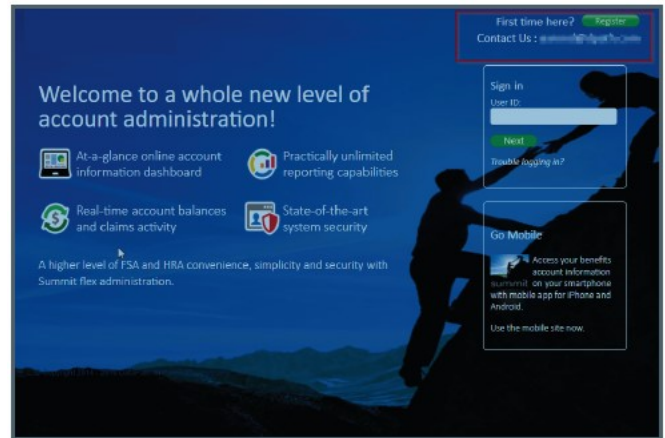 First time here? Register
Contact Us :
Welcome to a whole new level of
account administration!
At-a-glance online account
information dashboard
Practically unlimited
reporting capabilities
Real-time account balances
and claims activity
State-of-the-art
system security
A higher level of FSA and HRA convenience, simplicity and security with
Summit flex administration.
Sign in
User ID:
Next
Trouble logging in?
Go Mobile
Access your benefits
account information
summit on your smartphone
with mobile app for iPhone and
Android.
Use the mobile site now.